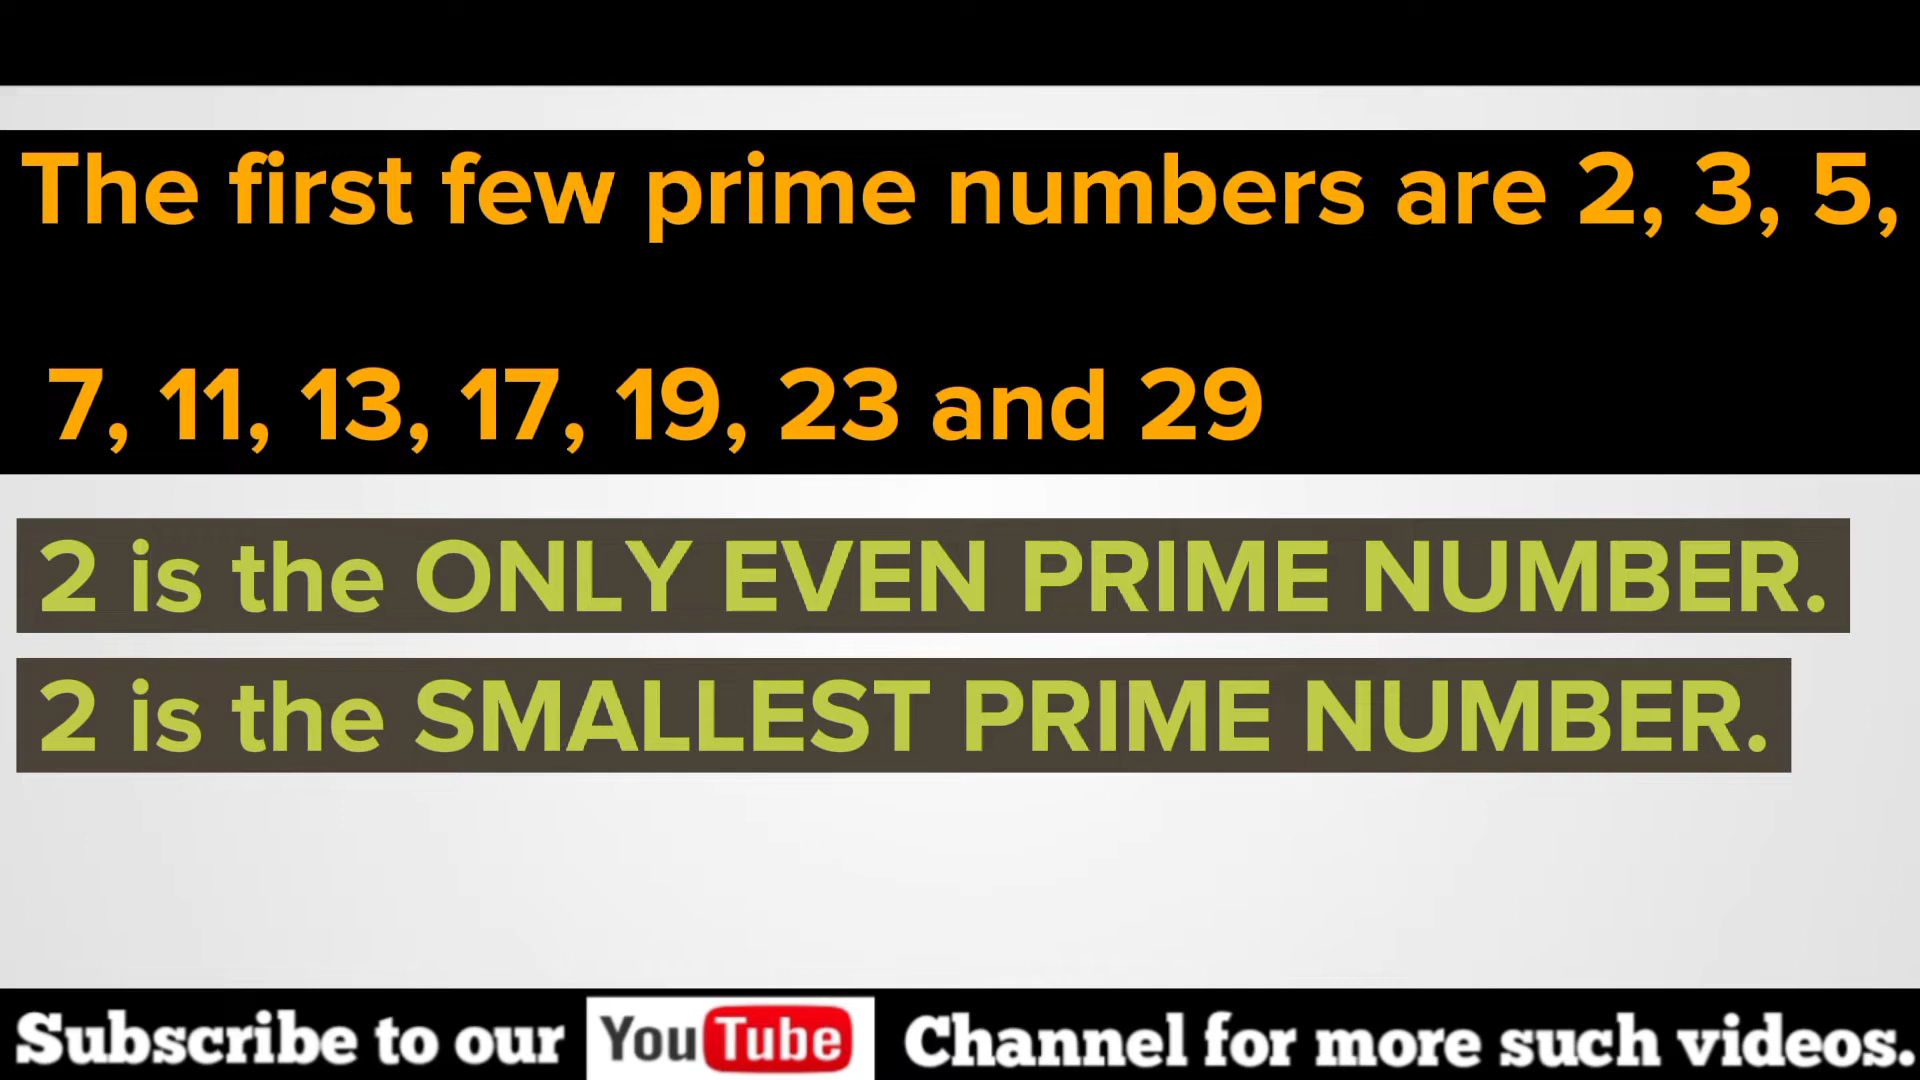 The first few prime numbers are 2, 3, 5,
7, 11, 13, 17, 19, 23 and 29
2 is the ONLY EVEN PRIME NUMBER.
2 is the SMALLEST PRIME NUMBER.
Subscribe to our YouTube Channel for more such videos.